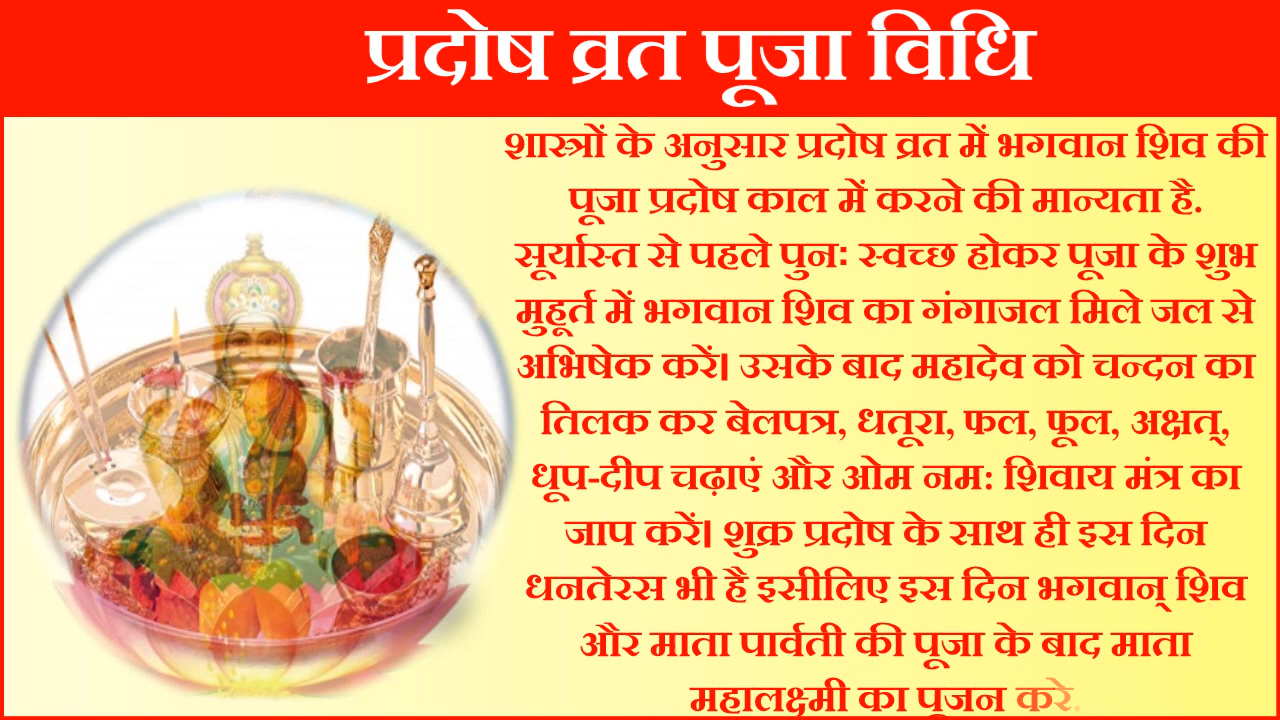 प्रदोष व्रत पूजा विधि
शास्त्रों के अनुसार प्रदोष व्रत में भगवान शिव की
पूजा प्रदोष काल में करने की मान्यता है.
सूर्यास्त से पहले पुनः स्वच्छ होकर पूजा के शुभ
मुहूर्त में भगवान शिव का गंगाजल मिले जल से
अभिषेक करें। उसके बाद महादेव को चन्दन का
तिलक कर बेलपत्र, धतूरा, फल, फूल, अक्षत्,
धूप-दीप चढ़ाएं और ओम नम: शिवाय मंत्र का
जाप करें। शुक्र प्रदोष के साथ ही इस दिन
धनतेरस भी है इसीलिए इस दिन भगवान् शिव
और माता पार्वती की पूजा के बाद माता
महालक्ष्मी का पूजन करे.